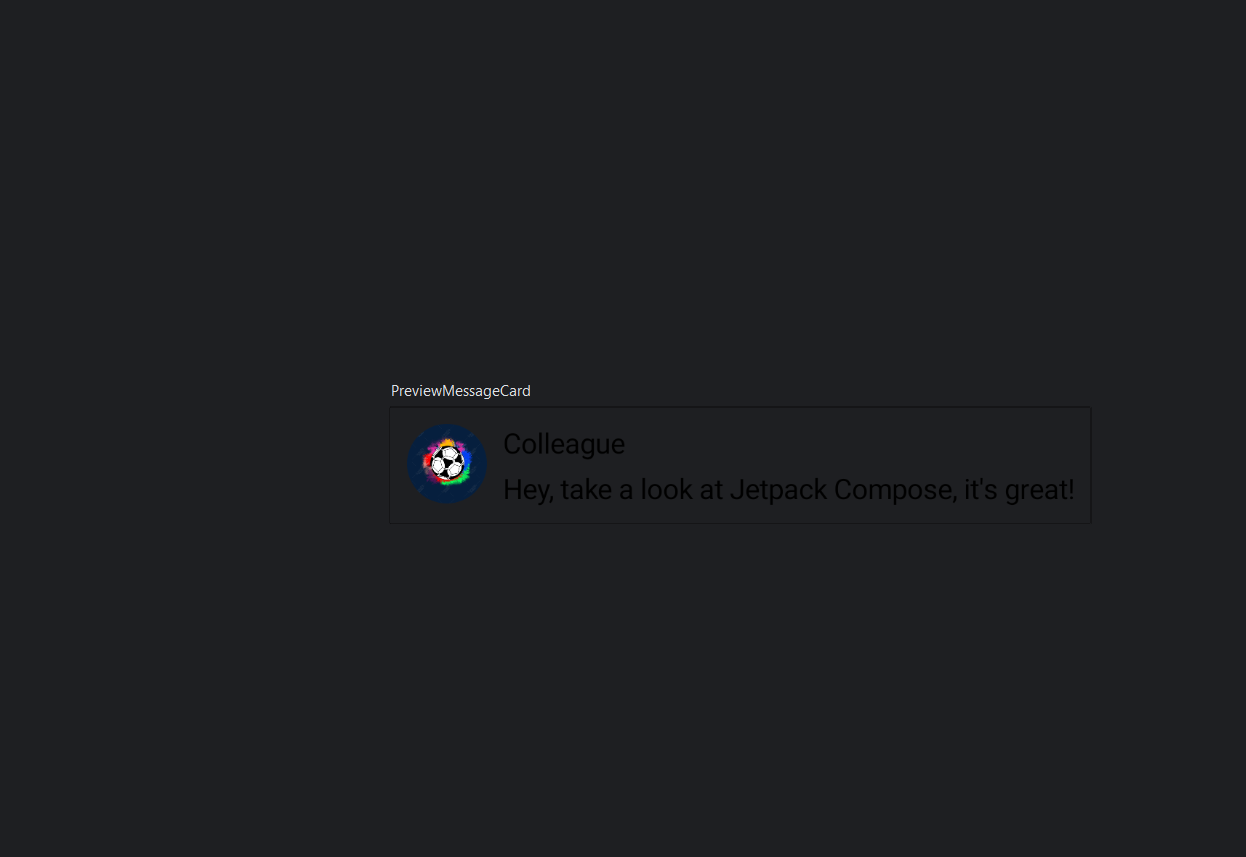 PreviewMessageCard
Colleague
Hey, take a look at Jetpack Compose, it's great!